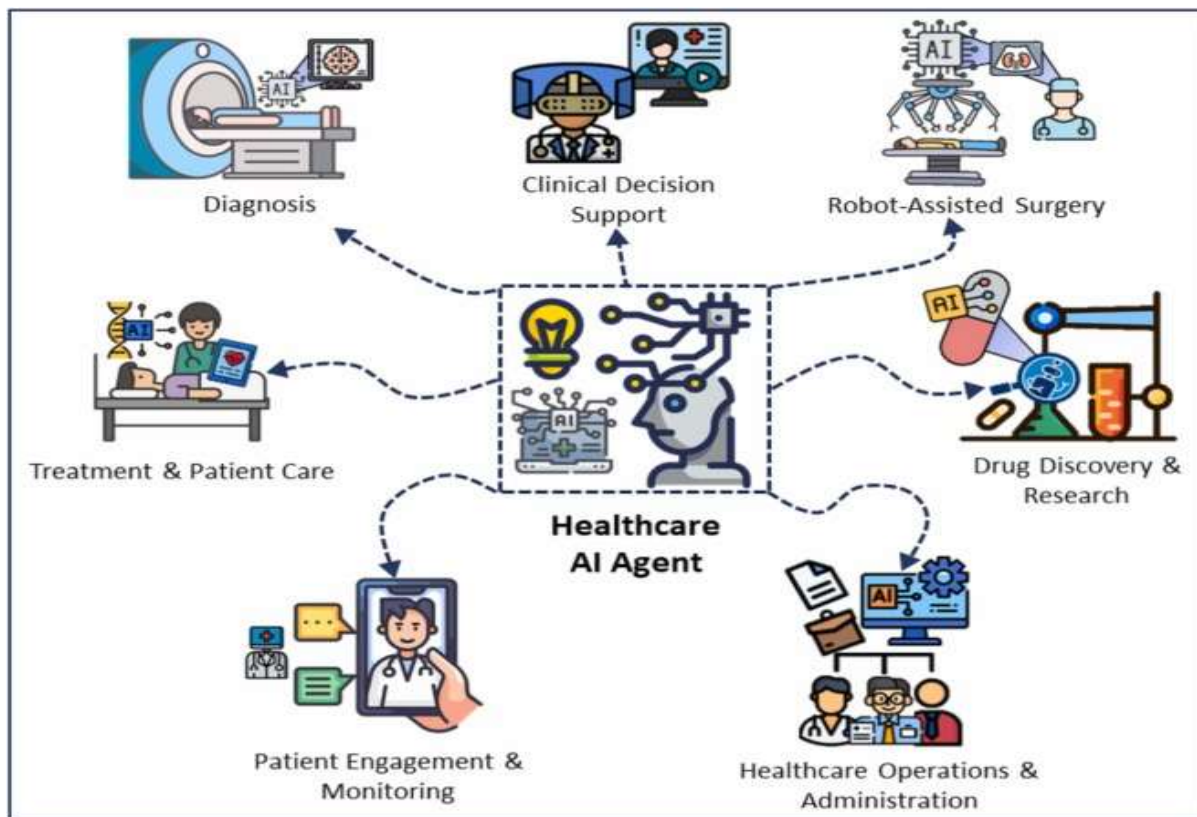 AI
Diagnosis
Clinical Decision
Support
AI
Robot-Assisted Surgery
AI
Treatment & Patient Care
AI
Healthcare
AI Agent
AI
Drug Discovery &
Research
Patient Engagement &
Monitoring
AI
Healthcare Operations &
Administration